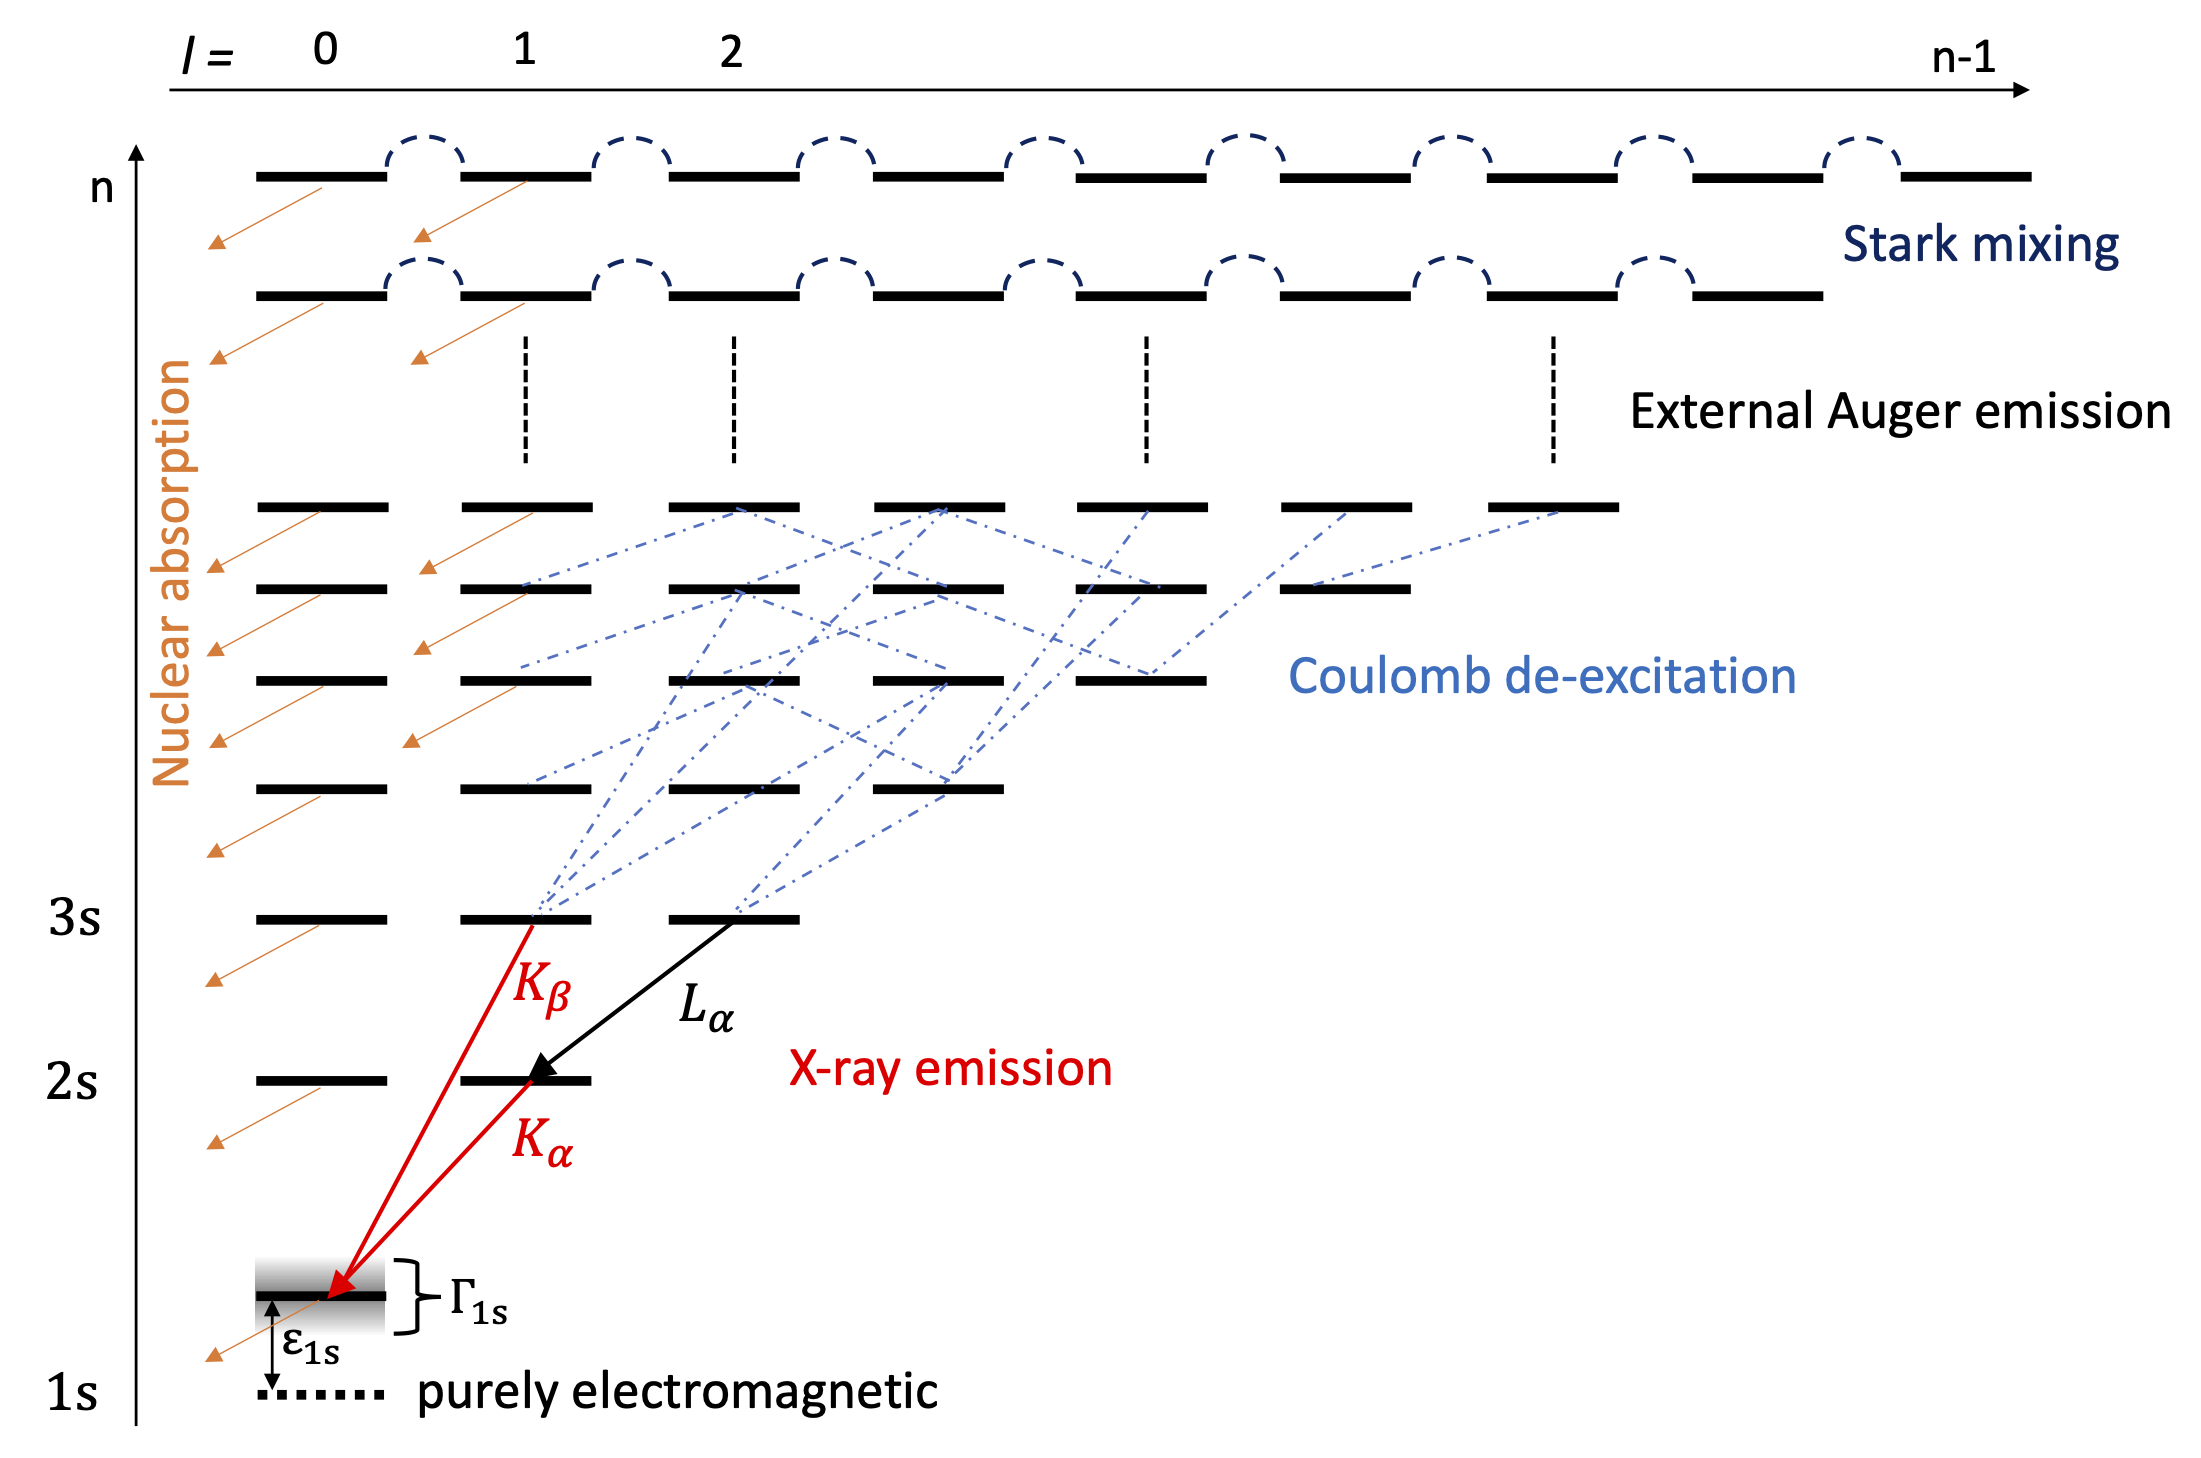 l = 0 1 2 n-1
n
Stark mixing
Nuclear absorption
External Auger emission
Coulomb de-excitation
3s
Kβ
Lα
2s
X-ray emission
Kα
Γ1s
ε1s
1s
purely electromagnetic